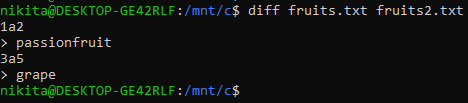 nikita@DESKTOP-GE42RLF:/mnt/c$ diff fruits.txt fruits2.txt
1a2
> passionfruit
3a5
> grape
nikita@DESKTOP-GE42RLF:/mnt/c$